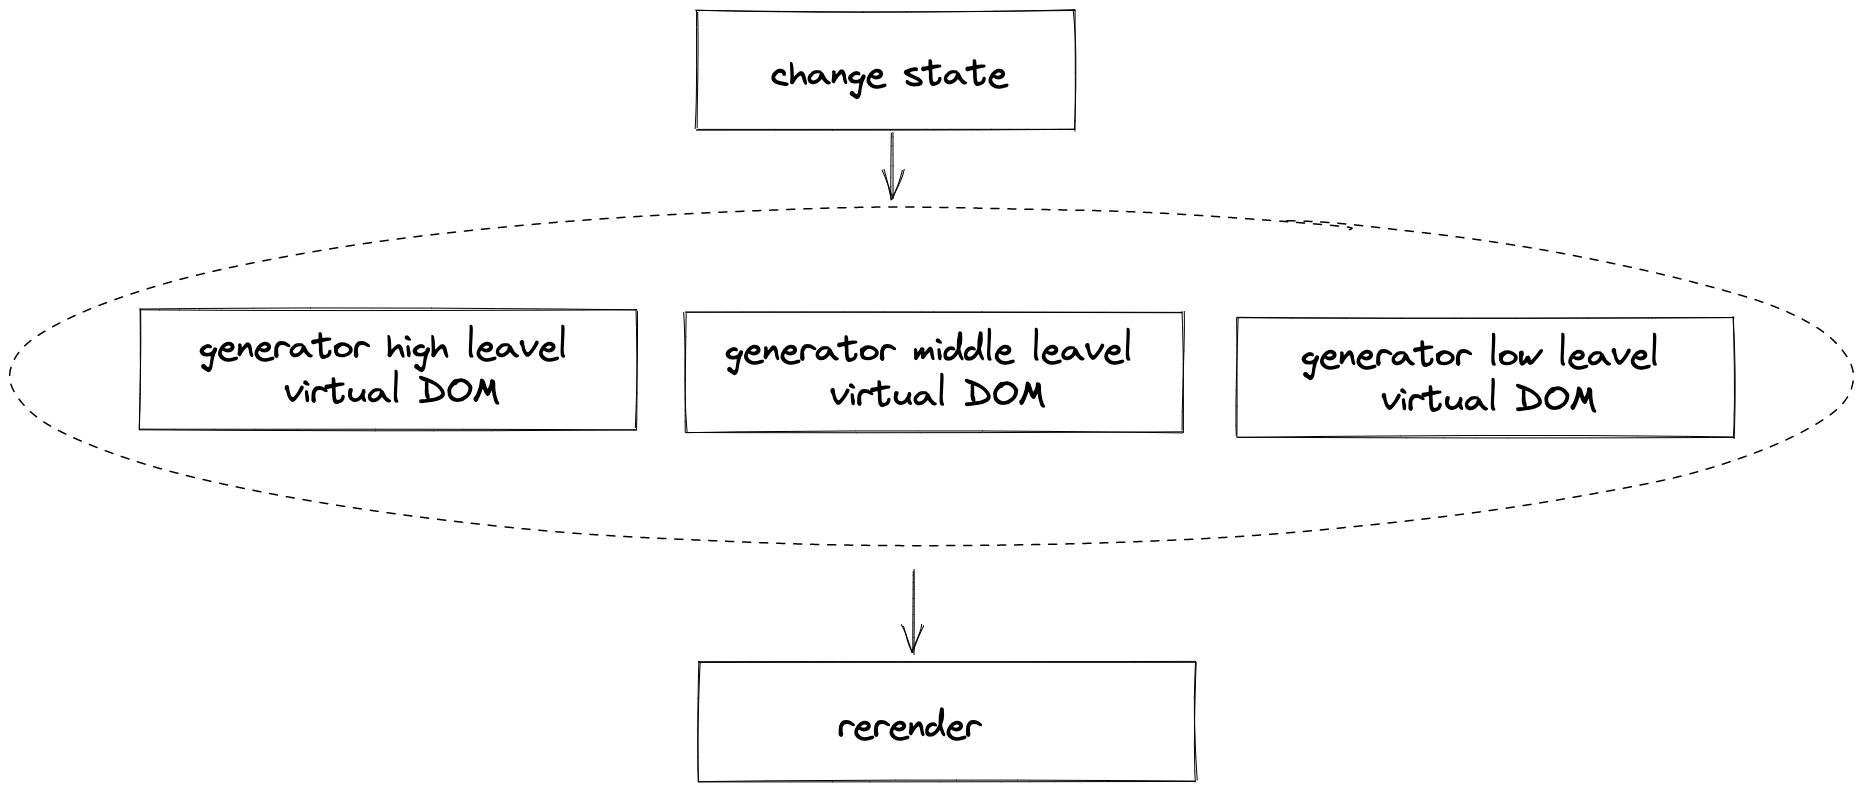 change state
generator high leavel
virtual DOM
generator middle leavel
virtual DOM
generator low leavel
virtual DOM
rerender